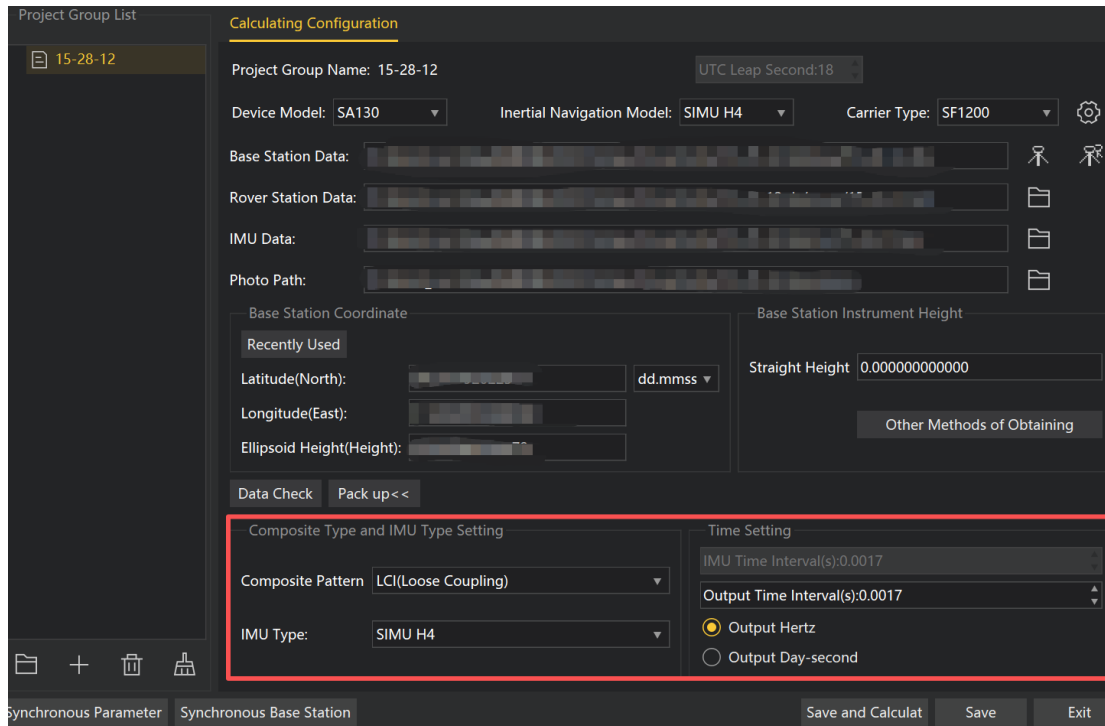 Project Group List
Calculating Configuration
15-28-12
Project Group Name: 15-28-12
UTC Leap Second:18
Device Model: SA130
Inertial Navigation Model: SIMU H4
Carrier Type: SF1200
Base Station Data:
Rover Station Data:
IMU Data:
Photo Path:
Base Station Coordinate
Base Station Instrument Height
Recently Used
Latitude(North):
dd.mmss
Straight Height 0.000000000000
Longitude(East):
Other Methods of Obtaining
Ellipsoid Height(Height):
Data Check
Pack up<<
Composite Type and IMU Type Setting
Time Setting
IMU Time Interval(s):0.0017
Composite Pattern LCI(Loose Coupling)
Output Time Interval(s):0.0017
Output Hertz
IMU Type: SIMU H4
Output Day-second
Synchronous Parameter
Synchronous Base Station
Save and Calculat
Save
Exit